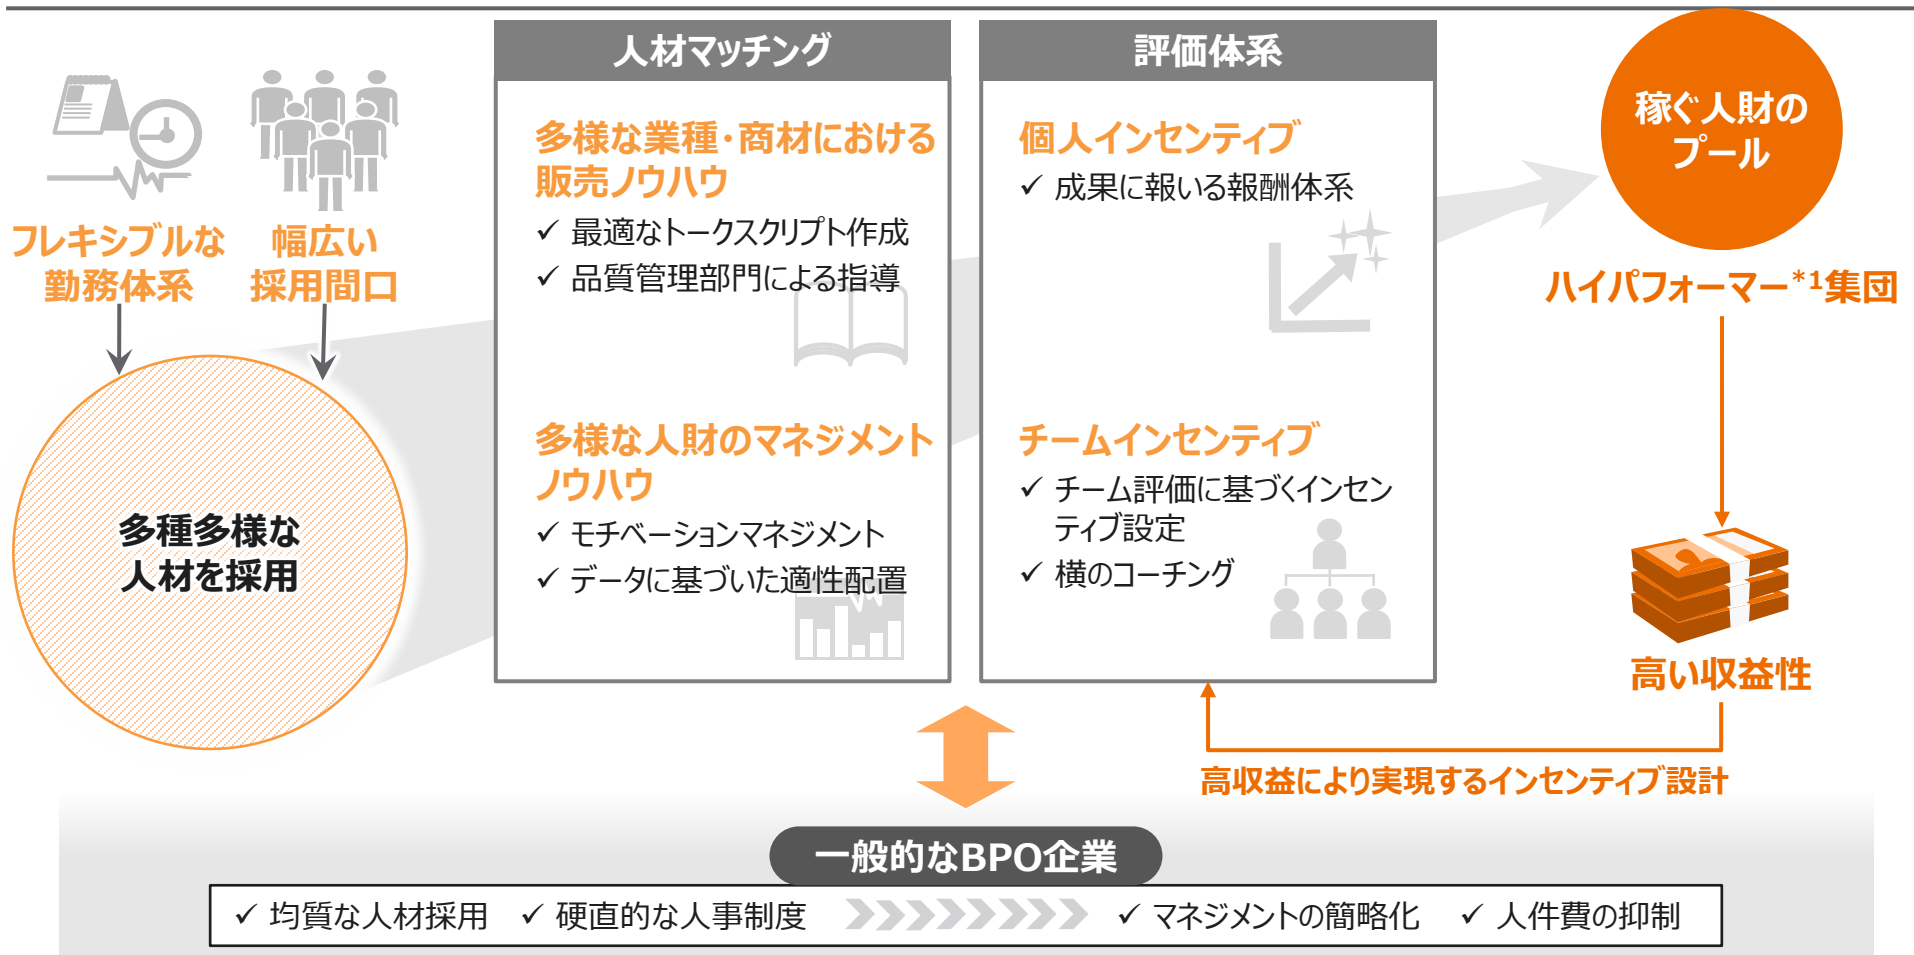 フレキシブルな
勤務体系
幅広い
採用間口
多種多様な
人材を採用
人材マッチング
多様な業種・商材における
販売ノウハウ
✓ 最適なトークスクリプト作成
✓ 品質管理部門による指導
多様な人財のマネジメント
ノウハウ
✓ モチベーションマネジメント
✓ データに基づいた適性配置
評価体系
個人インセンティブ
✓ 成果に報いる報酬体系
チームインセンティブ
✓ チーム評価に基づくインセン
ティブ設定
✓ 横のコーチング
稼ぐ人財の
プール
ハイパフォーマー*1集団
高い収益性
高収益により実現するインセンティブ設計
一般的なBPO企業
✓ 均質な人材採用 ✓ 硬直的な人事制度 ✓ マネジメントの簡略化 ✓ 人件費の抑制